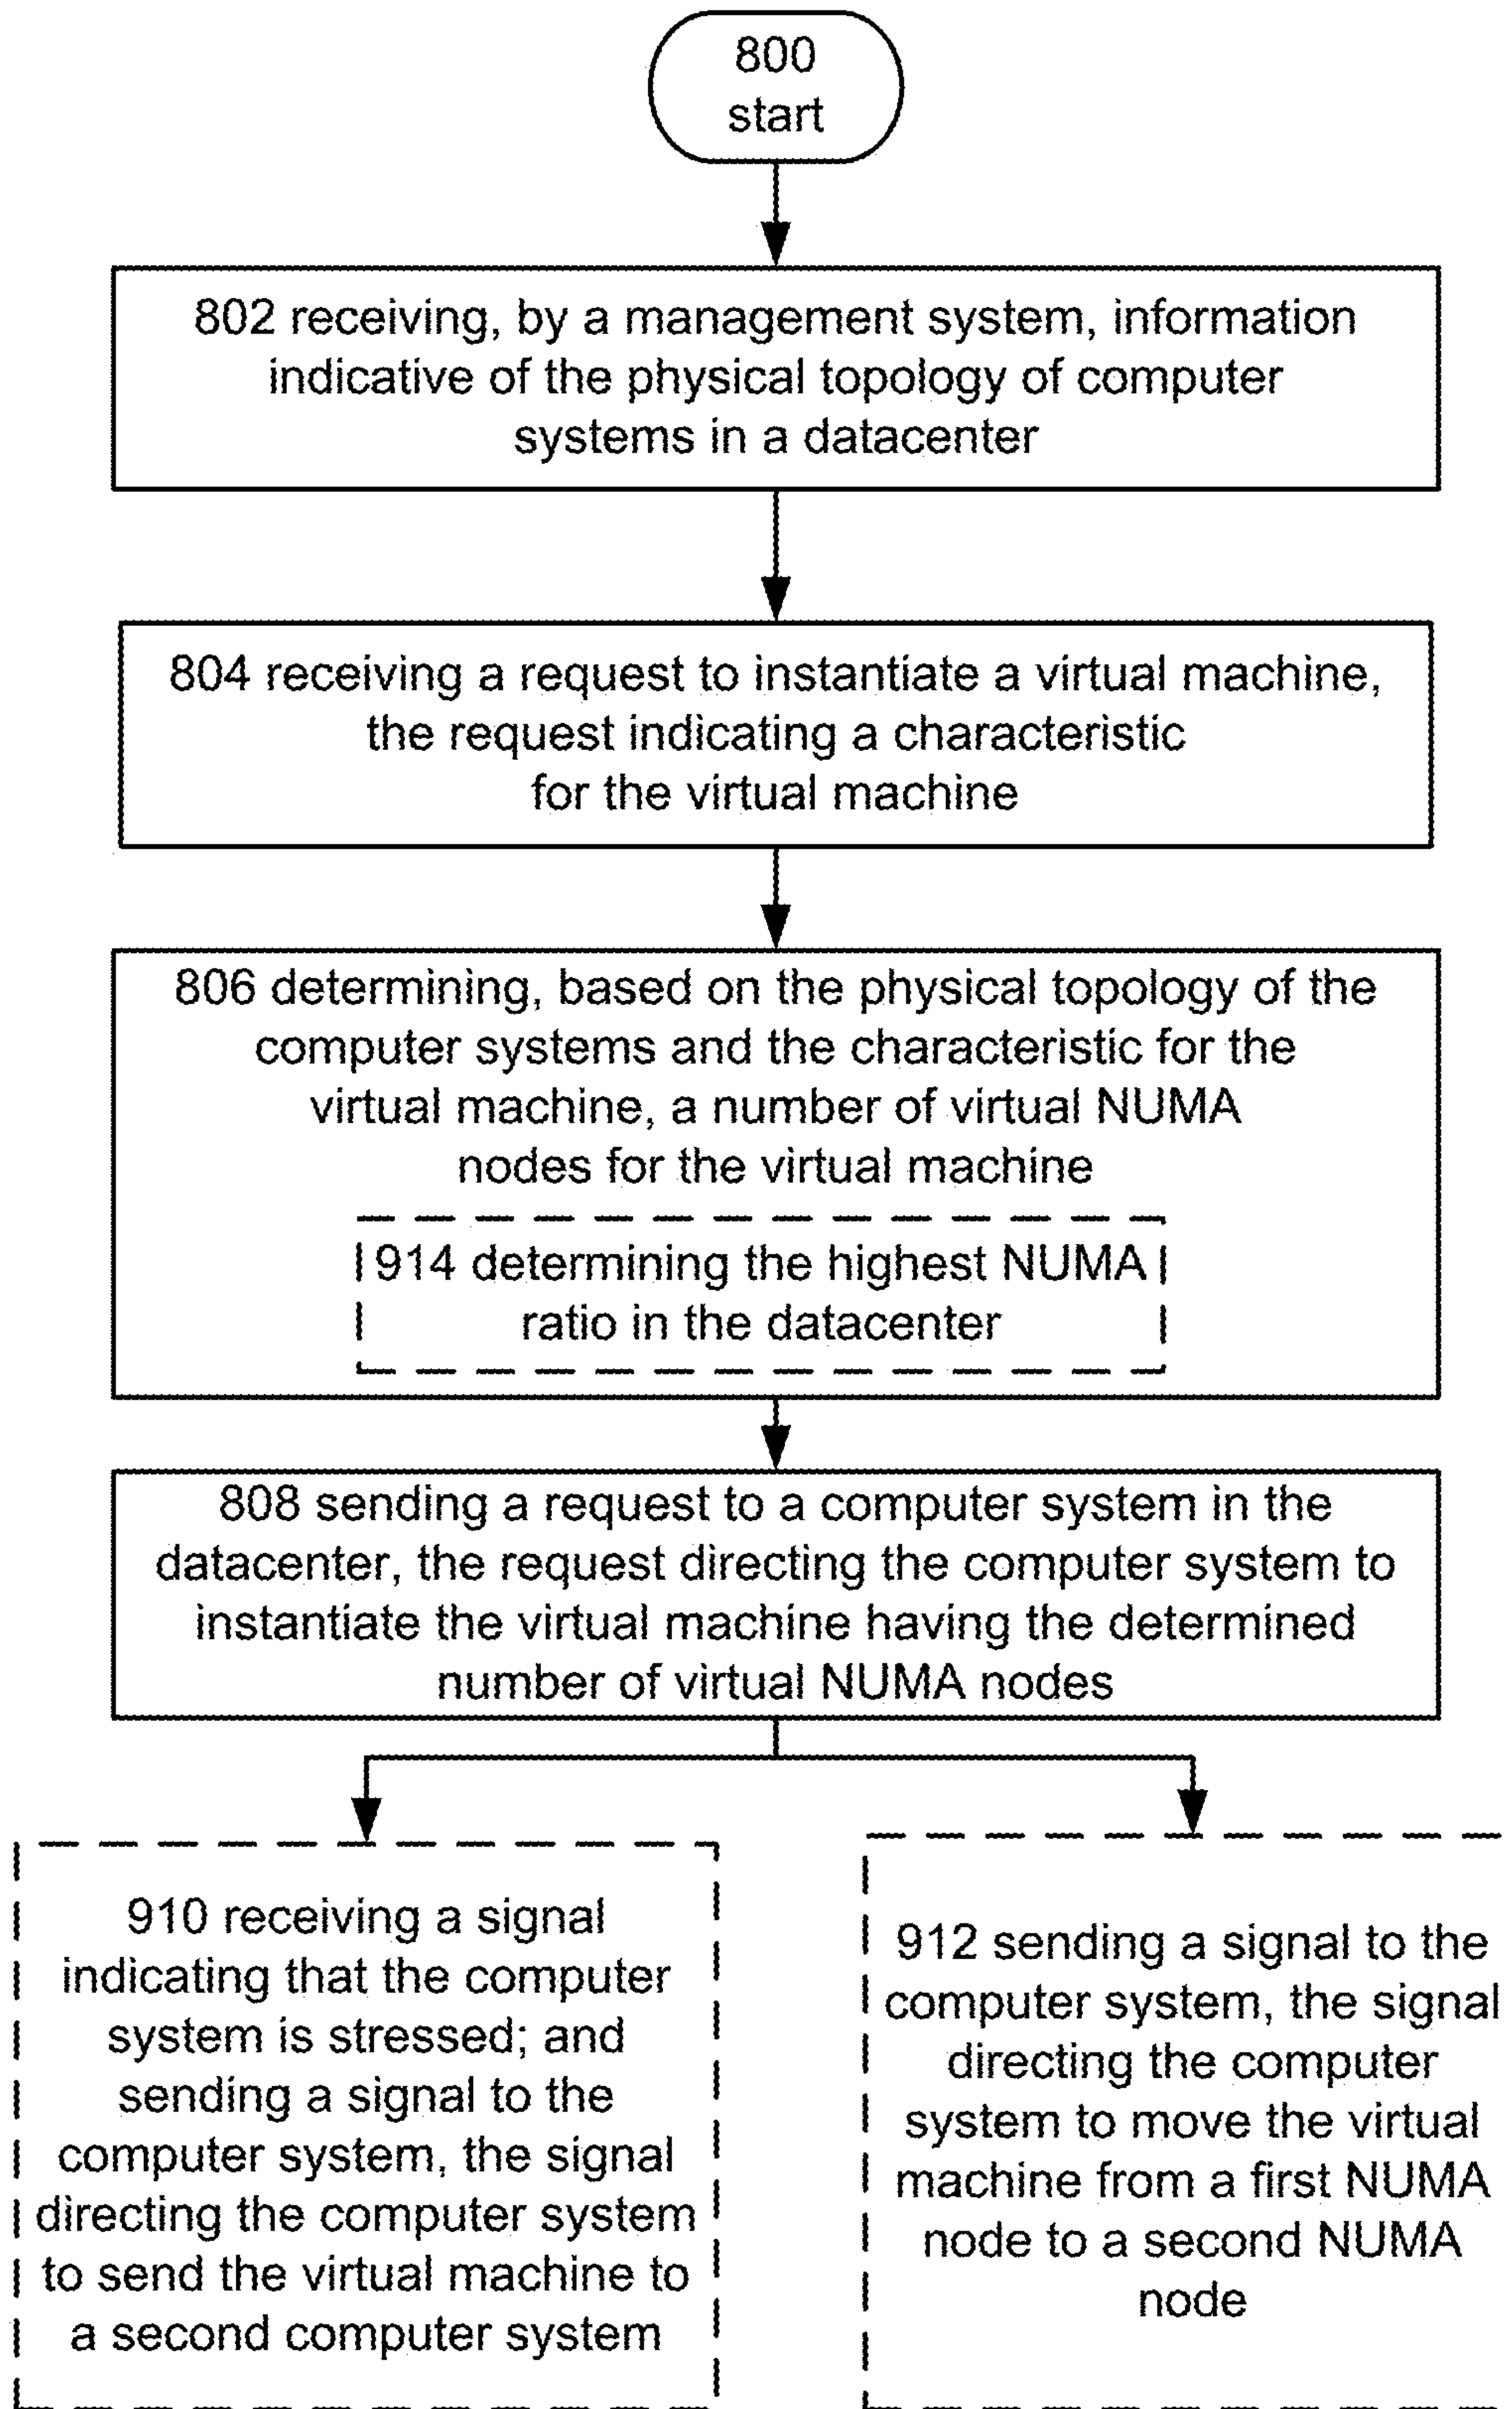 800
start
802 receiving, by a management system, information
indicative of the physical topology of computer
systems in a datacenter
804 receiving a request to instantiate a virtual machine,
the request indicating a characteristic
for the virtual machine
806 determining, based on the physical topology of the
computer systems and the characteristic for the
virtual machine, a number of virtual NUMA
nodes for the virtual machine
914 determining the highest NUMA
ratio in the datacenter
808 sending a request to a computer system in the
datacenter, the request directing the computer system to
instantiate the virtual machine having the determined
number of virtual NUMA nodes
910 receiving a signal
indicating that the computer
system is stressed; and
sending a signal to the
computer system, the signal
directing the computer system
to send the virtual machine to
a second computer system
912 sending a signal to the
computer system, the signal
directing the computer
system to move the virtual
machine from a first NUMA
node to a second NUMA
node